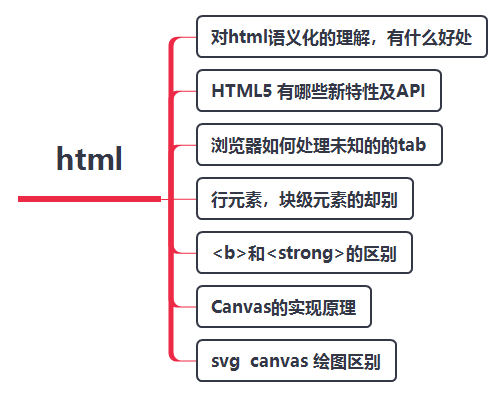 html
对html语义化的理解，有什么好处
HTML5 有哪些新特性及API
浏览器如何处理未知的的tab
行元素，块级元素的却别
<b>和<strong>的区别
Canvas的实现原理
svg canvas 绘图区别